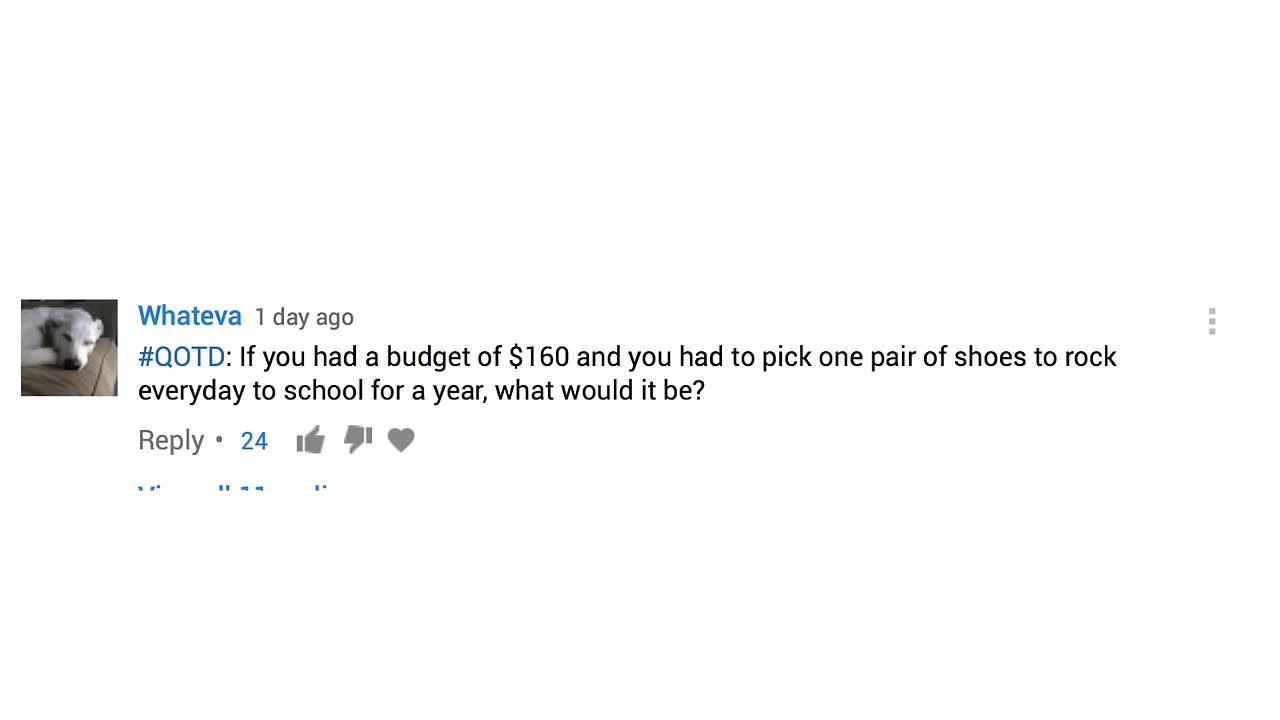 Whateva 1 day ago
#QOTD: If you had a budget of $160 and you had to pick one pair of shoes to rock
everyday to school for a year, what would it be?
Reply • 24